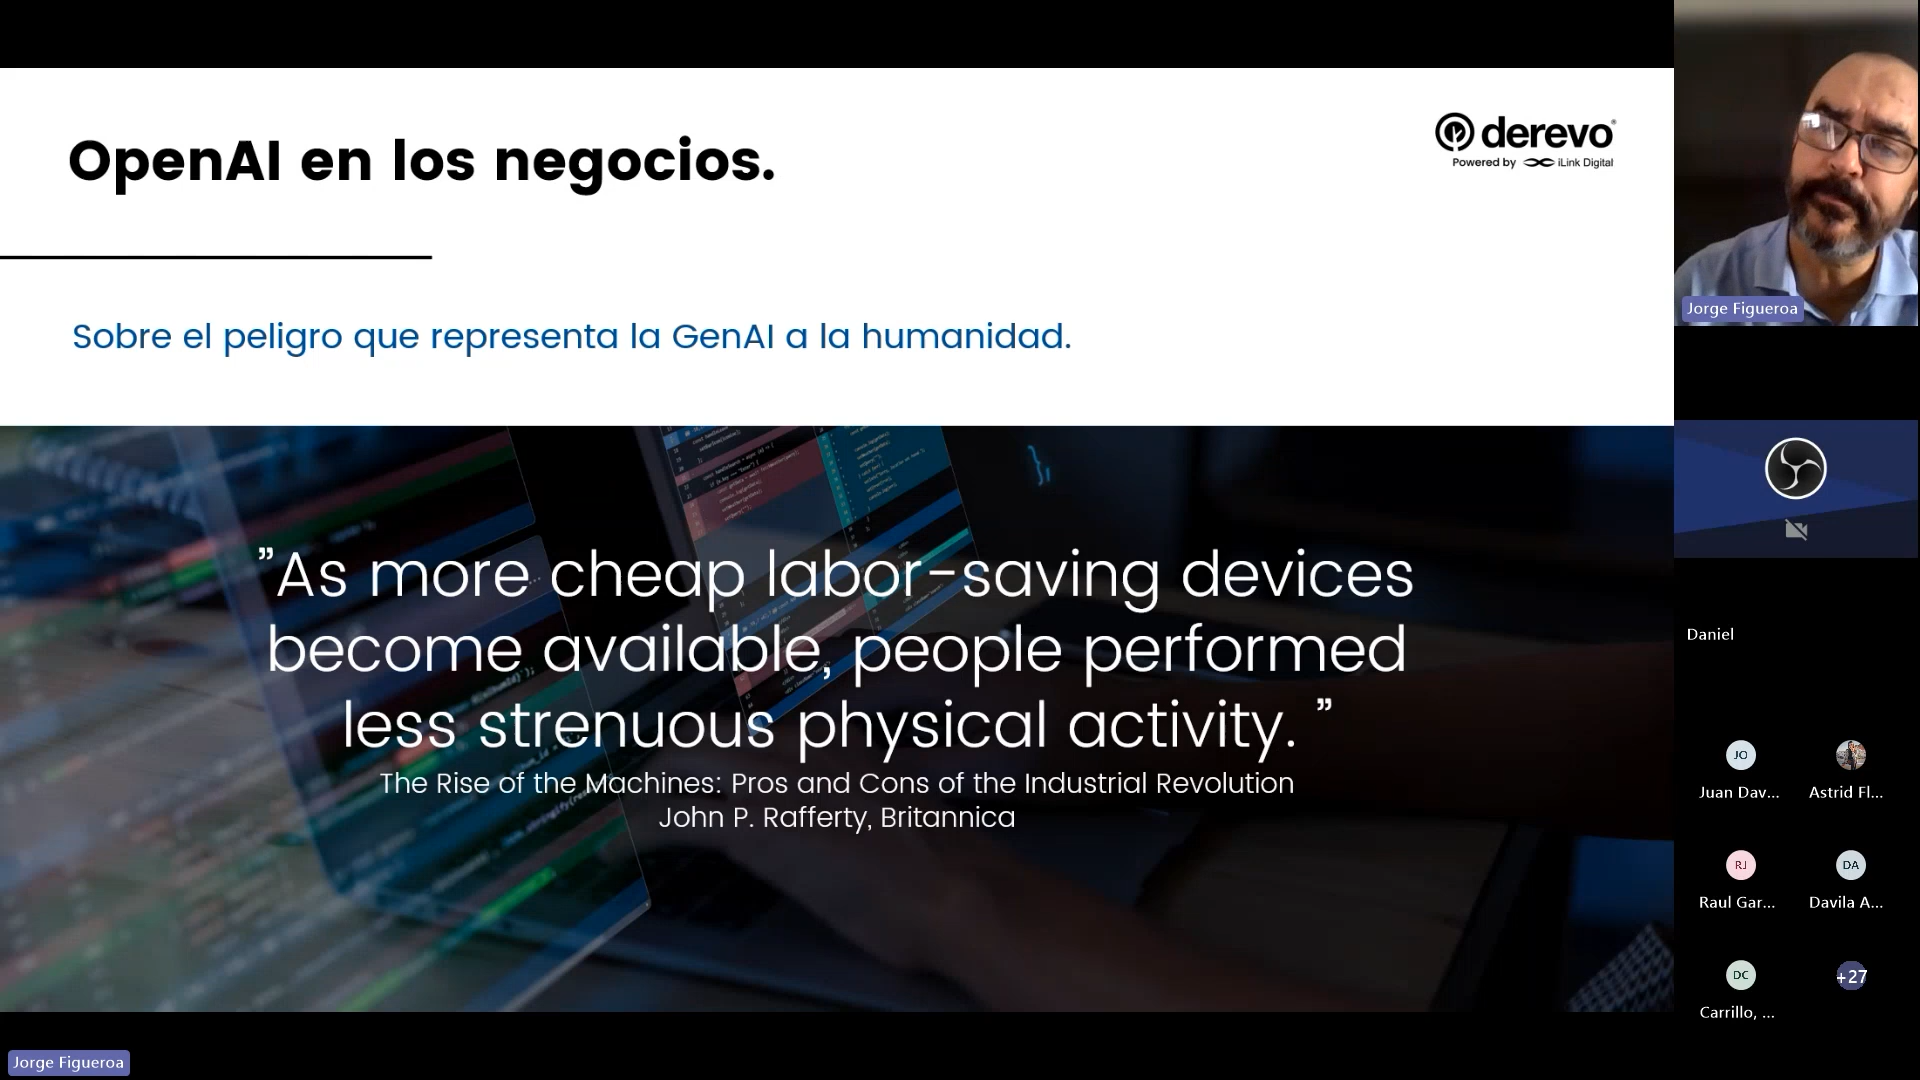 OpenAI en los negocios.
derevo®
Powered by iLink Digital
Sobre el peligro que representa la GenAI a la humanidad.
”As more cheap labor-saving devices
become available, people performed
less strenuous physical activity. ”
The Rise of the Machines: Pros and Cons of the Industrial Revolution
John P. Rafferty, Britannica
Jorge Figueroa
Jorge Figueroa
Daniel
JO
Juan Dav...
Astrid Fl...
RJ
DA
Raul Gar...
Davila A...
DC
+27
Carrillo, ...